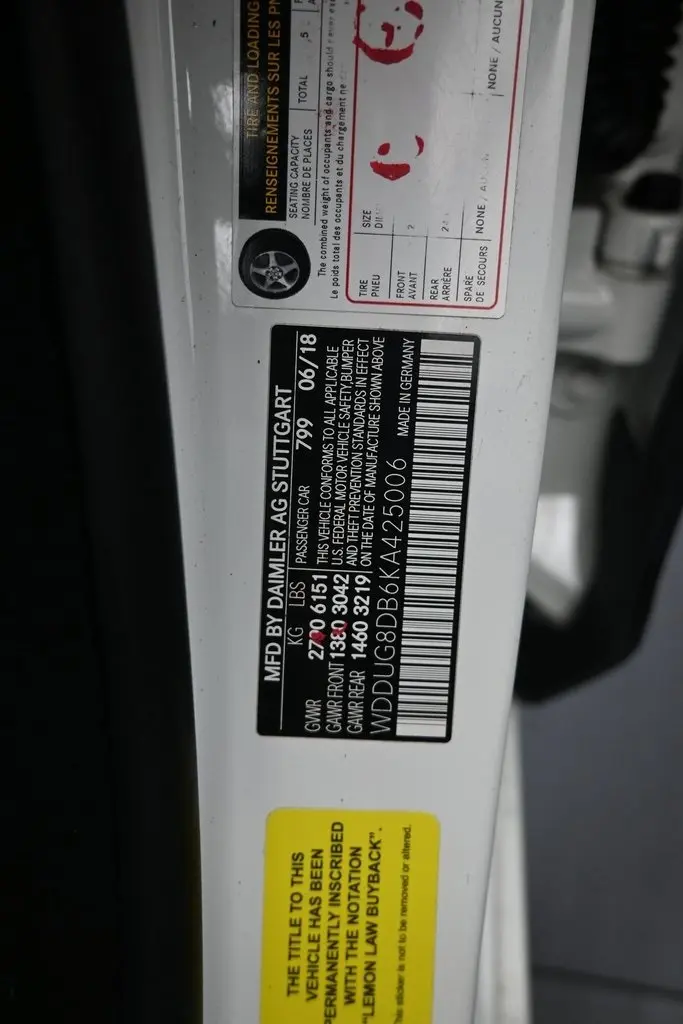 TIRE AND LOADING
RENSEIGNEMENTS SUR LES
SEATING CAPACITY
NOMBRE DE PLACES
TOTAL 5
The combined weight of occupants and cargo should never
Le poids total des occupants et du chargement ne
TIRE
PNEU
SIZE
FRONT
AVANT
2
REAR
ARRIÈRE
SPARE
DE SECOURS
NONE /
NONE / AUCUN
MFD BY DAIMLER AG STUTTGART
KG LBS
PASSENGER CAR 799 06/18
GVWR 2790 6151
GAWR FRONT 1380 3042
GAWR REAR 1460 3219
THIS VEHICLE CONFORMS TO ALL APPLICABLE
U.S. FEDERAL MOTOR VEHICLE SAFETY, BUMPER
AND THEFT PREVENTION STANDARDS IN EFFECT
ON THE DATE OF MANUFACTURE SHOWN ABOVE
WDDUG8DB6KA425006
MADE IN GERMANY
THE TITLE TO THIS
VEHICLE HAS BEEN
PERMANENTLY INSCRIBED
WITH THE NOTATION
"LEMON LAW BUYBACK".
This sticker is not to be removed or altered.